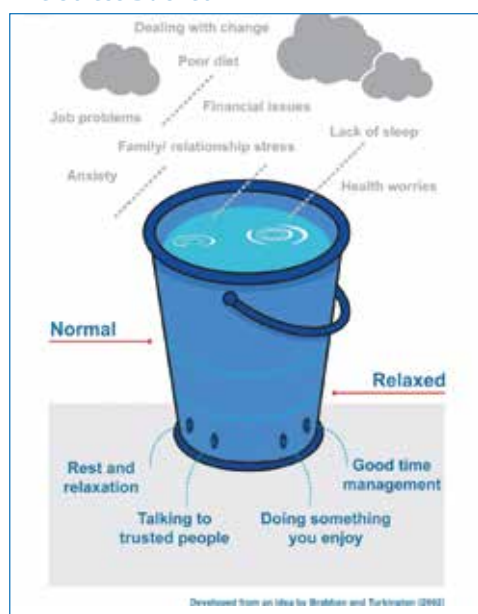 Dealing with change
Poor diet
Financial issues
Job problems
Lack of sleep
Family/ relationship stress
Anxiety
Health worries
Normal
Relaxed
Rest and
relaxation
Good time
management
Talking to
trusted people
Doing something
you enjoy
Developed from an idea by Brabban and Turkington (2002)